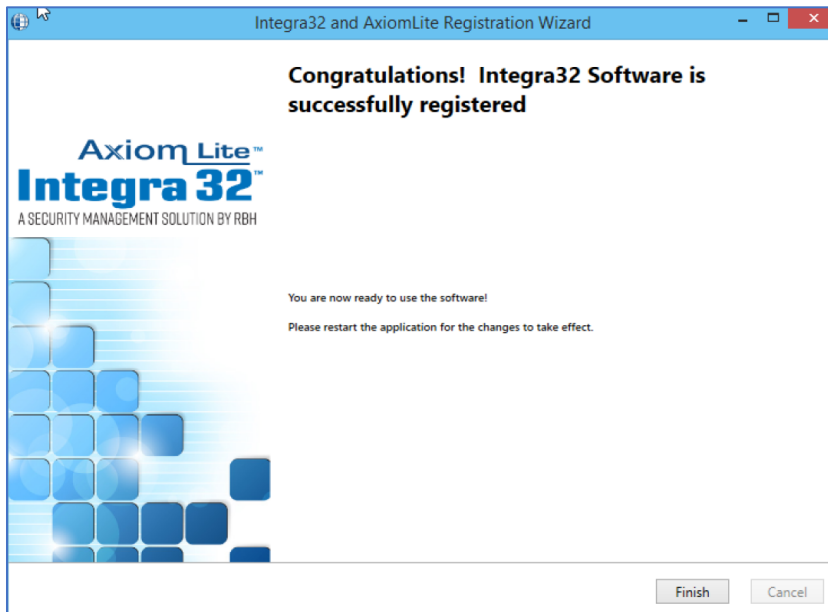 Integra32 and AxiomLite Registration Wizard
Congratulations!  Integra32 Software is
successfully registered
Axiom Lite™
Integra 32™
A SECURITY MANAGEMENT SOLUTION BY RBH
You are now ready to use the software!
Please restart the application for the changes to take effect.
Finish
Cancel